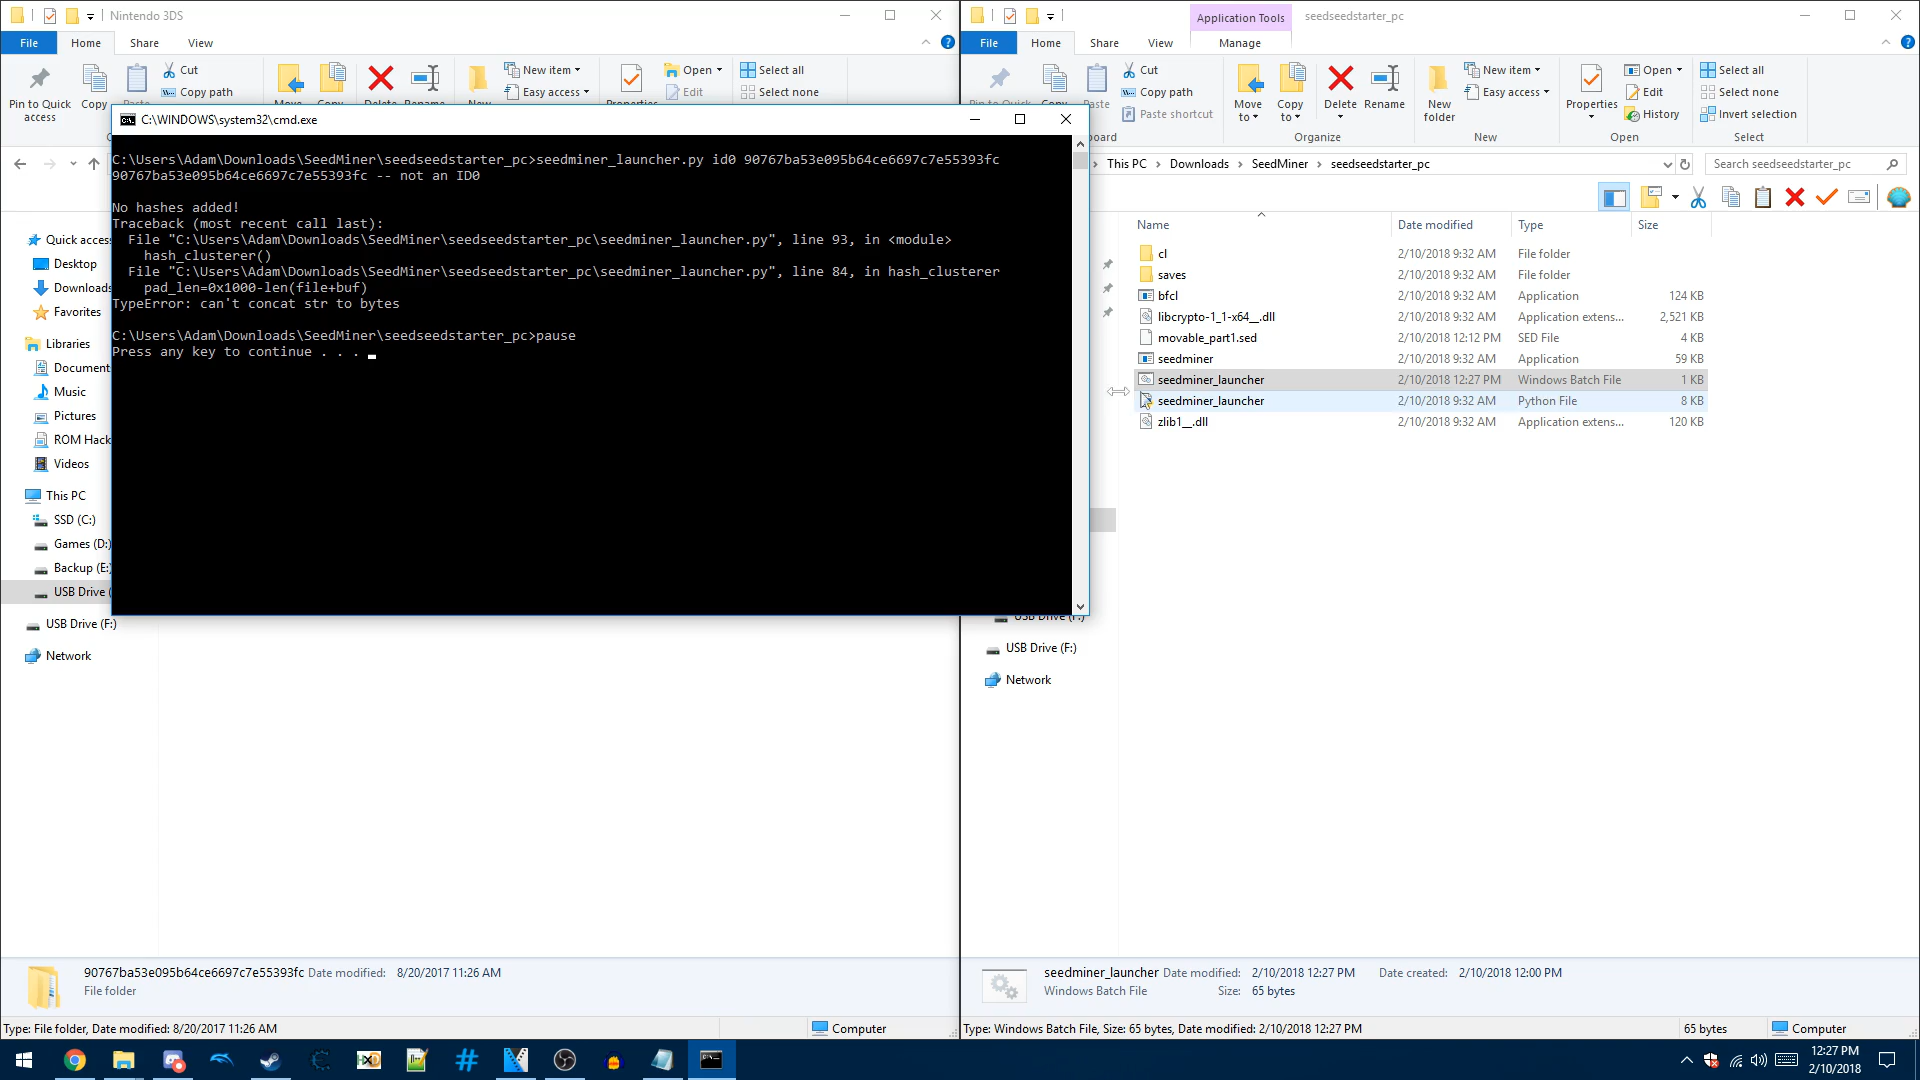 Nintendo 3DS
File
Home
Share
View
Pin to Quick access
Copy
Cut
Copy path
New item
Easy access
Open
Edit
Select all
Select none
Application Tools
seedseedstarter_pc
File
Home
Share
View
Manage
Cut
Copy path
Paste shortcut
Move to
Copy to
Delete
Rename
New folder
New item
Easy access
Properties
Open
Edit
History
Select all
Select none
Invert selection
Organize
New
Open
Select
C:\WINDOWS\system32\cmd.exe
C:\Users\Adam\Downloads\SeedMiner\seedseedstarter_pc>seedminer_launcher.py id0 90767ba53e095b64ce6697c7e55393fc
90767ba53e095b64ce6697c7e55393fc -- not an ID0
No hashes added!
Traceback (most recent call last):
File "C:\Users\Adam\Downloads\SeedMiner\seedseedstarter_pc\seedminer_launcher.py", line 93, in <module>
hash_clusterer()
File "C:\Users\Adam\Downloads\SeedMiner\seedseedstarter_pc\seedminer_launcher.py", line 84, in hash_clusterer
pad_len=0x1000-len(file+buf)
TypeError: can't concat str to bytes
C:\Users\Adam\Downloads\SeedMiner\seedseedstarter_pc>pause
Press any key to continue . . .
Quick access
Desktop
Downloads
Favorites
Libraries
Document
Music
Pictures
ROM Hack
Videos
This PC
SSD (C:)
Games (D:)
Backup (E:)
USB Drive (
USB Drive (F:)
Network
This PC > Downloads > SeedMiner > seedseedstarter_pc
Search seedseedstarter_pc
Name Date modified Type Size
cl 2/10/2018 9:32 AM File folder
saves 2/10/2018 9:32 AM File folder
bfcl 2/10/2018 9:32 AM Application 124 KB
libcrypto-1_1-x64__.dll 2/10/2018 9:32 AM Application extens... 2,521 KB
movable_part1.sed 2/10/2018 12:12 PM SED File 4 KB
seedminer 2/10/2018 9:32 AM Application 59 KB
seedminer_launcher 2/10/2018 12:27 PM Windows Batch File 1 KB
seedminer_launcher 2/10/2018 9:32 AM Python File 8 KB
zlib1__.dll 2/10/2018 9:32 AM Application extens... 120 KB
USB Drive (F:)
Network
90767ba53e095b64ce6697c7e55393fc Date modified: 8/20/2017 11:26 AM
File folder
Type: File folder, Date modified: 8/20/2017 11:26 AM
Computer
seedminer_launcher Date modified: 2/10/2018 12:27 PM Date created: 2/10/2018 12:00 PM
Windows Batch File Size: 65 bytes
Type: Windows Batch File, Size: 65 bytes, Date modified: 2/10/2018 12:27 PM
65 bytes
Computer
12:27 PM
2/10/2018